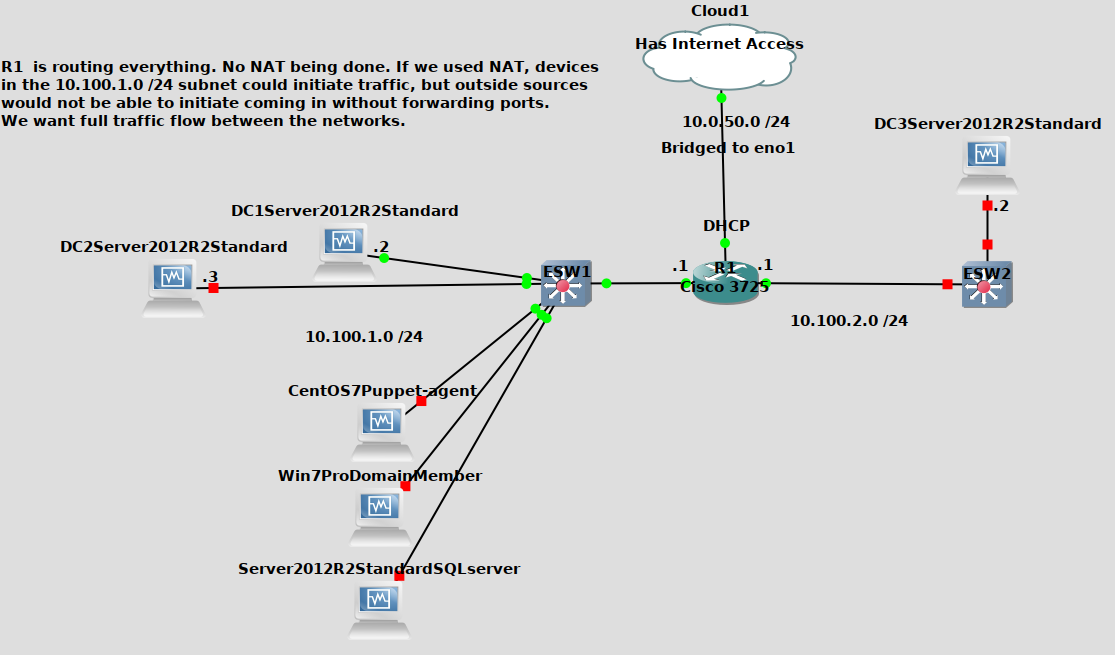 Cloud1
Has Internet Access
R1  is routing everything. No NAT being done. If we used NAT, devices
in the 10.100.1.0 /24 subnet could initiate traffic, but outside sources
would not be able to initiate coming in without forwarding ports.
We want full traffic flow between the networks.
10.0.50.0 /24
Bridged to eno1
DC3Server2012R2Standard
.2
DHCP
DC1Server2012R2Standard
.2
DC2Server2012R2Standard
.3
ESW1
.1
R1
Cisco 3725
.1
ESW2
10.100.2.0 /24
10.100.1.0 /24
CentOS7Puppet-agent
Win7ProDomainMember
Server2012R2StandardSQLserver